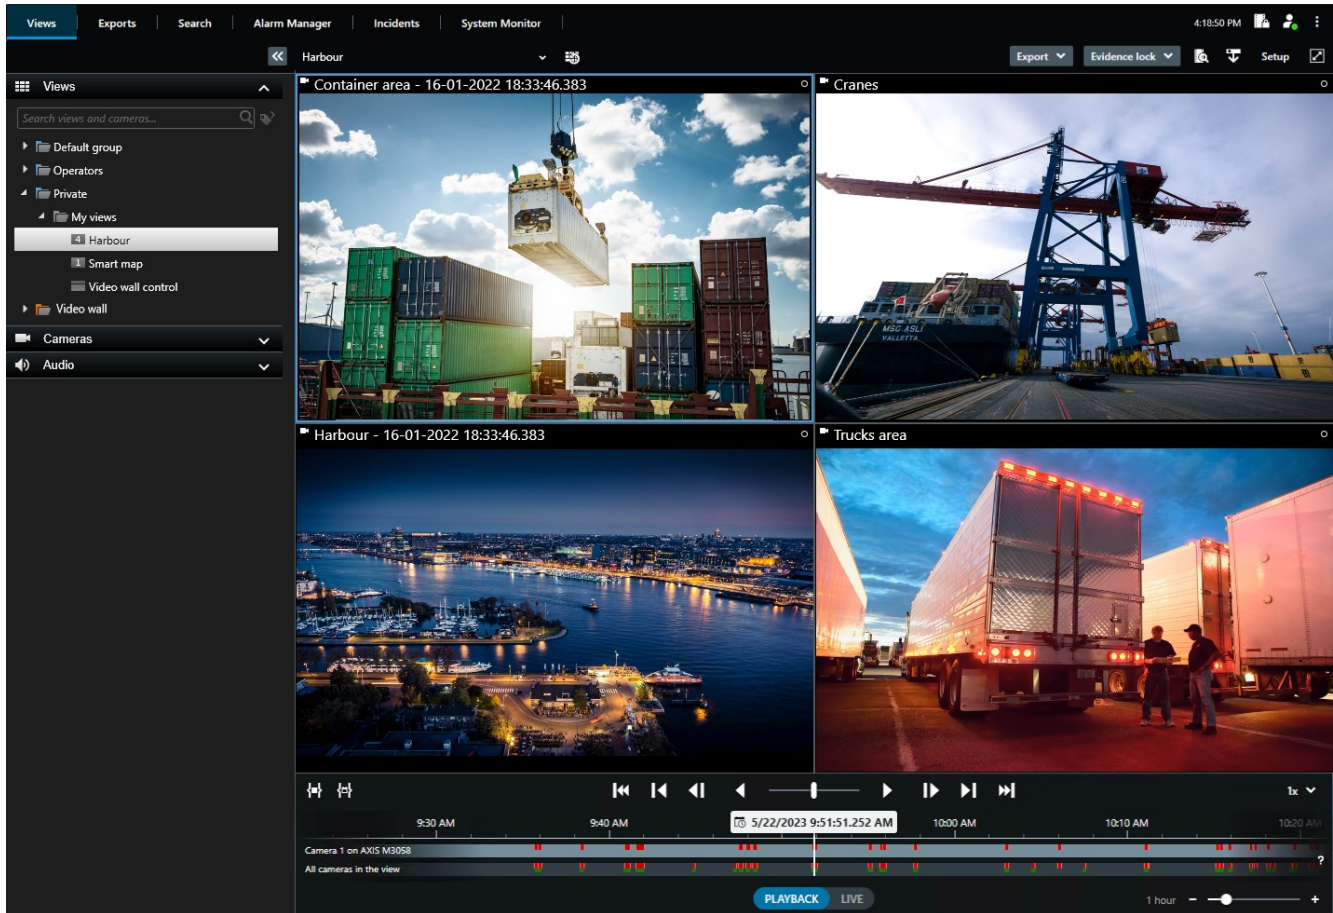 Views Exports Search Alarm Manager Incidents System Monitor 4:18:50 PM
Harbour Export Evidence lock Setup
Views
Search views and cameras...
Default group
Operators
Private
My views
4 Harbour
1 Smart map
Video wall control
Video wall
Cameras
Audio
Container area - 16-01-2022 18:33:46.383
Cranes
MSC ASLI
VALLETTA
Harbour - 16-01-2022 18:33:46.383
Trucks area
1x
9:30 AM 9:40 AM 5/22/2023 9:51:51.252 AM 10:00 AM 10:10 AM 10:20 AM
Camera 1 on AXIS M3058
All cameras in the view
?
PLAYBACK LIVE
1 hour - +